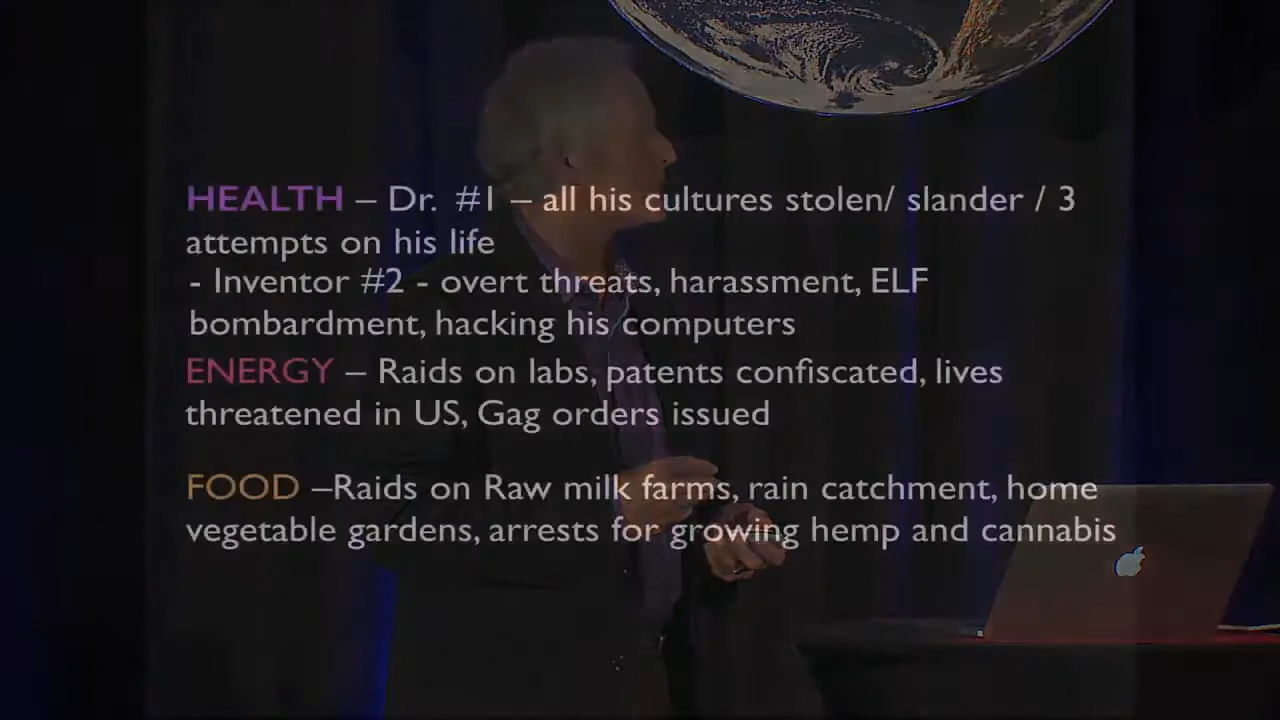 HEALTH – Dr. #1 – all his cultures stolen/ slander / 3
attempts on his life
- Inventor #2 - overt threats, harassment, ELF
bombardment, hacking his computers
ENERGY – Raids on labs, patents confiscated, lives
threatened in US, Gag orders issued
FOOD –Raids on Raw milk farms, rain catchment, home
vegetable gardens, arrests for growing hemp and cannabis